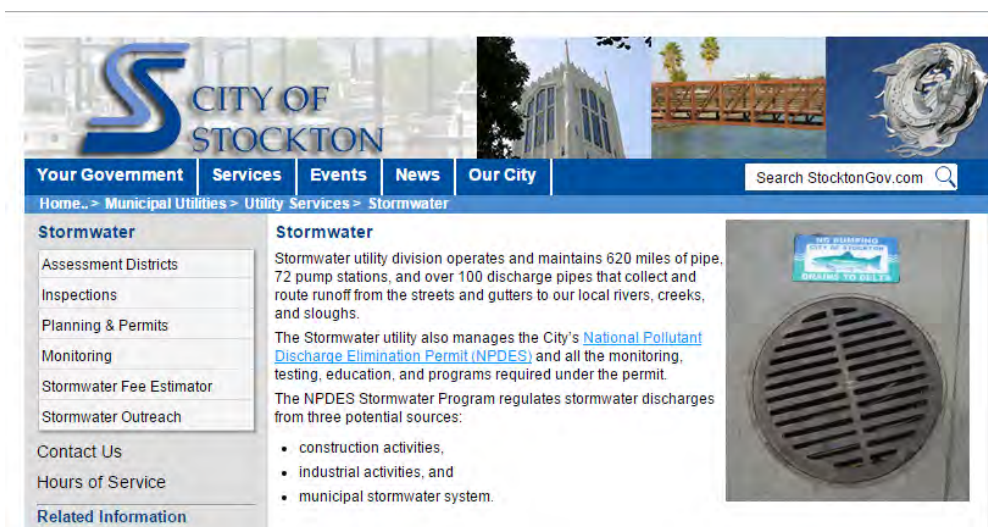 CITY OF
STOCKTON
Your Government
Services
Events
News
Our City
Search StocktonGov.com
Home.. > Municipal Utilities > Utility Services > Stormwater
Stormwater
Assessment Districts
Inspections
Planning & Permits
Monitoring
Stormwater Fee Estimator
Stormwater Outreach
Contact Us
Hours of Service
Related Information
Stormwater
Stormwater utility division operates and maintains 620 miles of pipe,
72 pump stations, and over 100 discharge pipes that collect and
route runoff from the streets and gutters to our local rivers, creeks,
and sloughs.
The Stormwater utility also manages the City's National Pollutant
Discharge Elimination Permit (NPDES) and all the monitoring,
testing, education, and programs required under the permit.
The NPDES Stormwater Program regulates stormwater discharges
from three potential sources:
• construction activities,
• industrial activities, and
• municipal stormwater system.
NO DUMPING
CITY OF STOCKTON
DRAINS TO DELTA